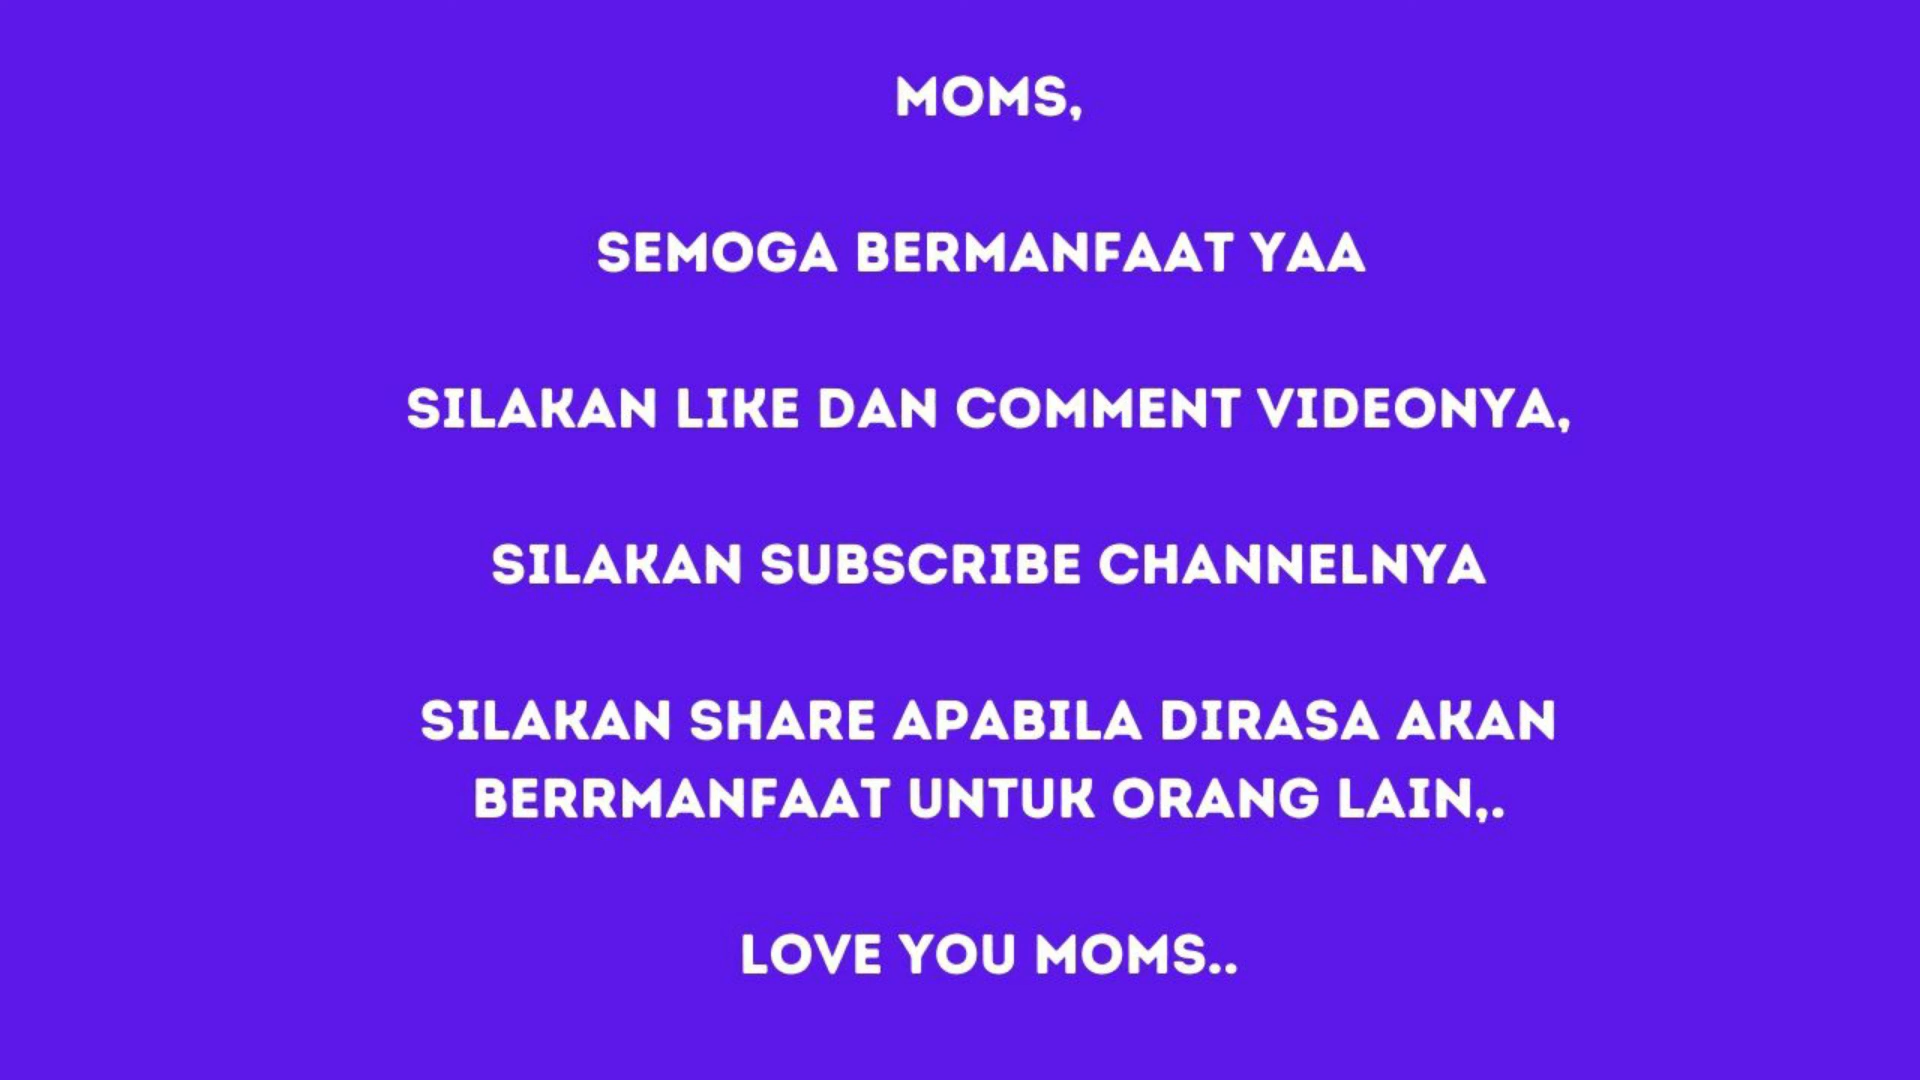 MOMS,
SEMOGA BERMANFAAT YAA
SILAKAN LIKE DAN COMMENT VIDEONYA,
SILAKAN SUBSCRIBE CHANNELNYA
SILAKAN SHARE APABILA DIRASA AKAN
BERRMANFAAT UNTUK ORANG LAIN,.
LOVE YOU MOMS..